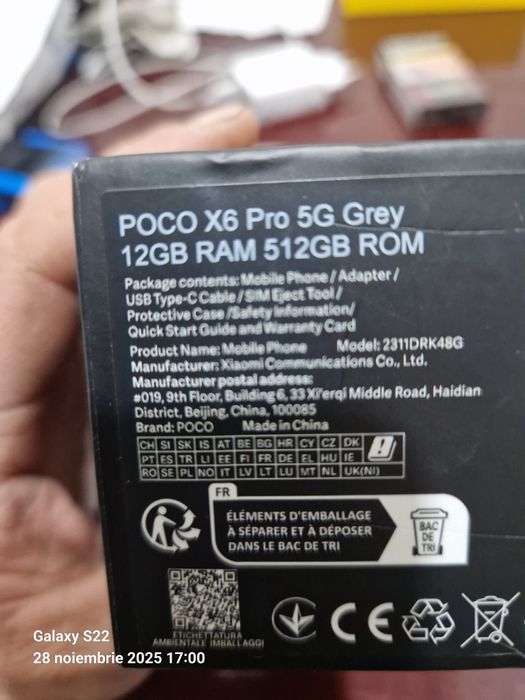 POCO X6 Pro 5G Grey
12GB RAM 512GB ROM
Package contents: Mobile Phone / Adapter /
USB Type-C Cable / SIM Eject Tool /
Protective Case /Safety Information/
Quick Start Guide and Warranty Card
Product Name: Mobile Phone Model: 2311DRK48G
Manufacturer: Xiaomi Communications Co., Ltd.
Manufacturer postal address:
#019, 9th Floor, Building 6, 33 Xi'erqi Middle Road, Haidian
District, Beijing, China, 100085
Brand: POCO Made in China
CH SI SK IS AT BE BG HR CY CZ DK
PT ES TR LI EE FI FR DE EL HU IE
RO SE PL NO IT LV LT LU MT NL UK(NI)
FR
ÉLÉMENTS D'EMBALLAGE
À SÉPARER ET À DÉPOSER
DANS LE BAC DE TRI
BAC
DE
TRI
ETICHETTATURA
AMBIENTALE IMBALLAGGI
CE
Galaxy S22
28 noiembrie 2025 17:00